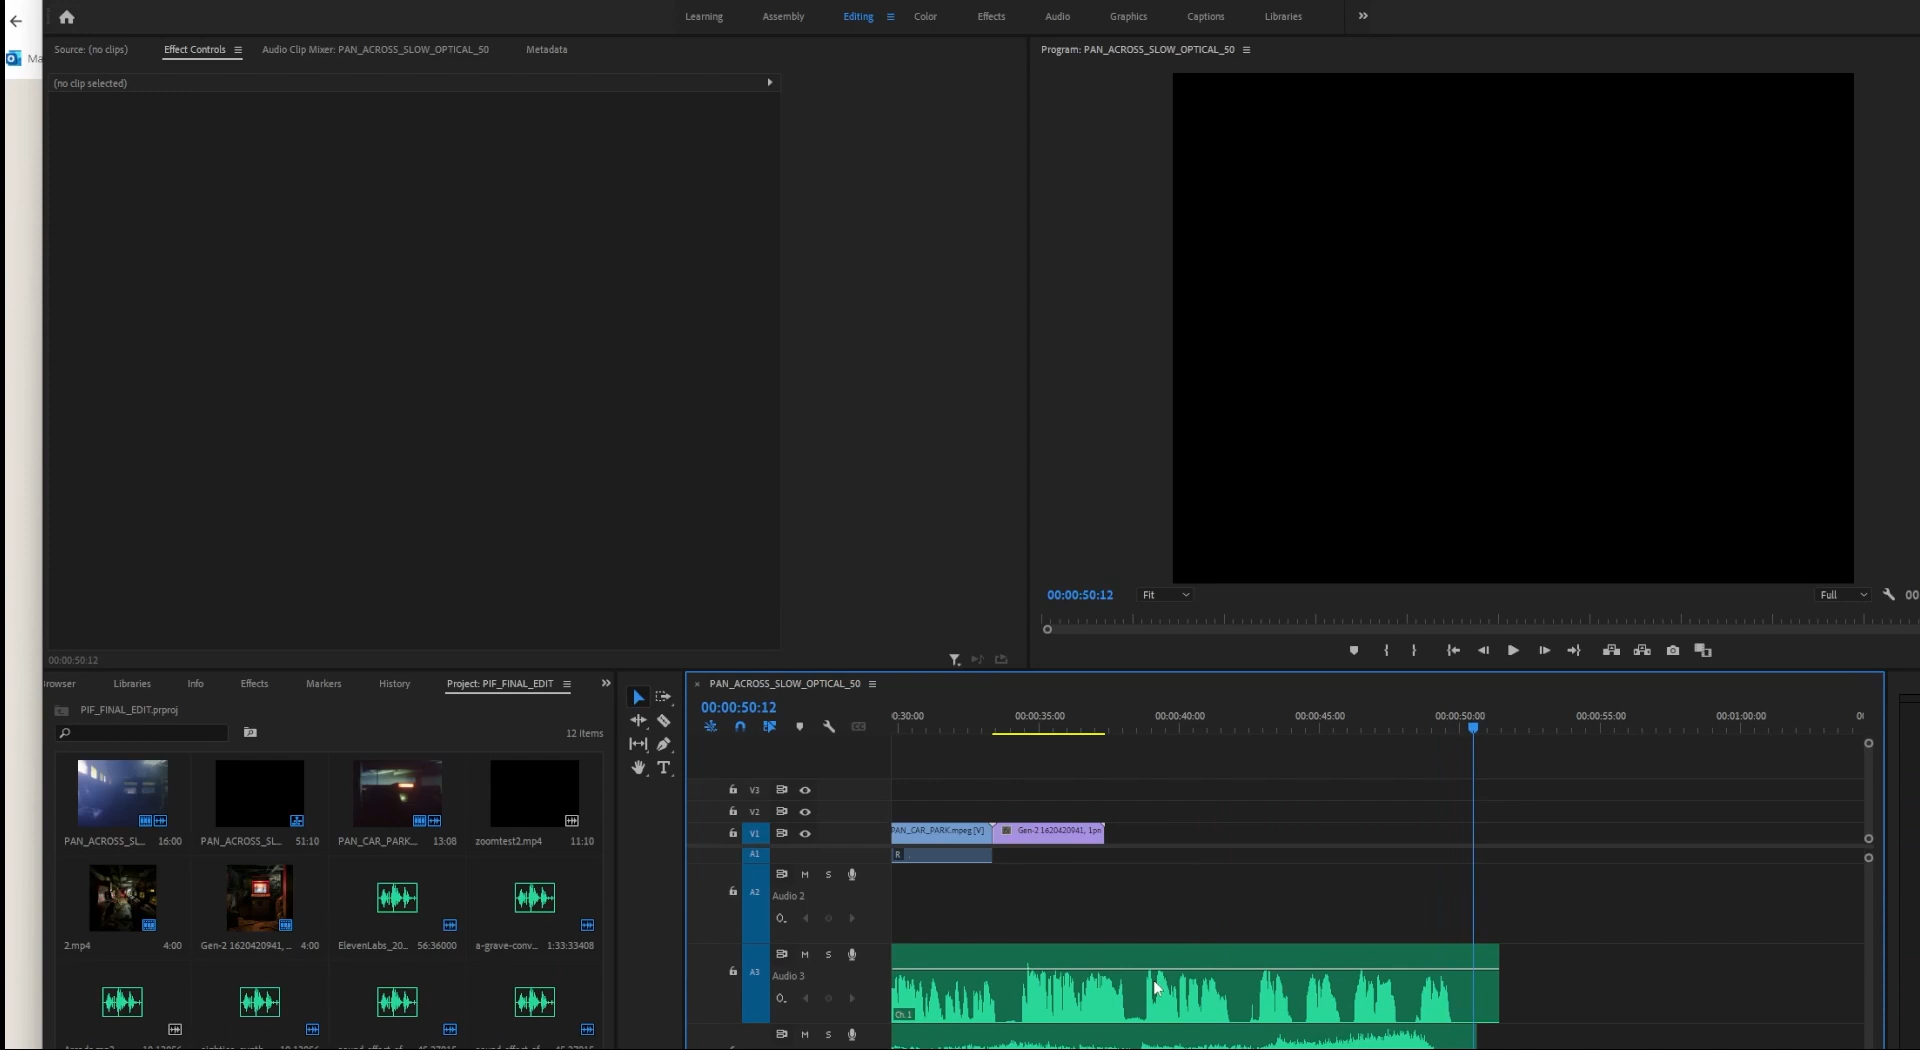 Learning Assembly Editing Color Effects Audio Graphics Captions Libraries
Ma
Source: (no clips) Effect Controls Audio Clip Mixer: PAN_ACROSS_SLOW_OPTICAL_50 Metadata
Program: PAN_ACROSS_SLOW_OPTICAL_50
(no clip selected)
00:00:50:12 Fit Full 00
00:00:50:12
rowser Libraries Info Effects Markers History Project: PIF_FINAL_EDIT
PIF_FINAL_EDIT.prproj
12 items
PAN_ACROSS_SL... 16:00
PAN_ACROSS_SL... 51:10
PAN_CAR_PARK... 13:08
zoomtest2.mp4 11:10
2.mp4 4:00
Gen-2 1620420941, ... 4:00
ElevenLabs_20... 56:36000
a-grave-conv... 1:33:33408
T
PAN_ACROSS_SLOW_OPTICAL_50
00:00:50:12
0:30:00 00:00:35:00 00:00:40:00 00:00:45:00 00:00:50:00 00:00:55:00 00:01:00:00
CC
V3
V2
V1
PAN_CAR_PARK.mpeg [V]
Gen-2 1620420941, 1pn
A1
R
M S
A2
Audio 2
M S
A3
Audio 3
Ch. 1
M S